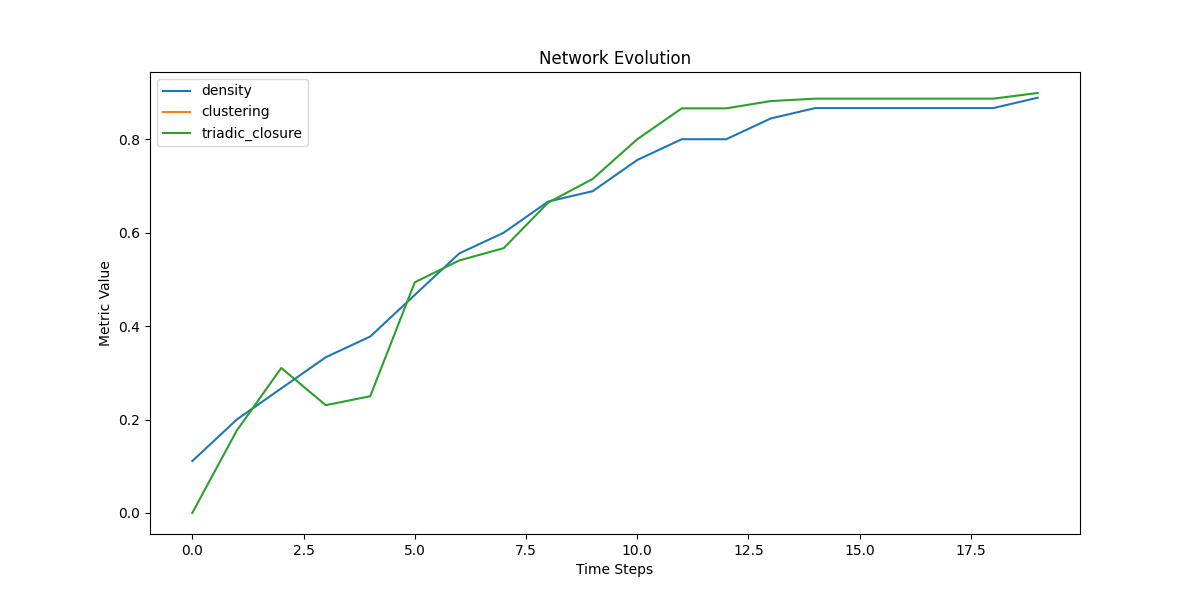 Network Evolution
density
clustering
triadic_closure
Metric Value
0.8
0.6
0.4
0.2
0.0
0.0 2.5 5.0 7.5 10.0 12.5 15.0 17.5
Time Steps